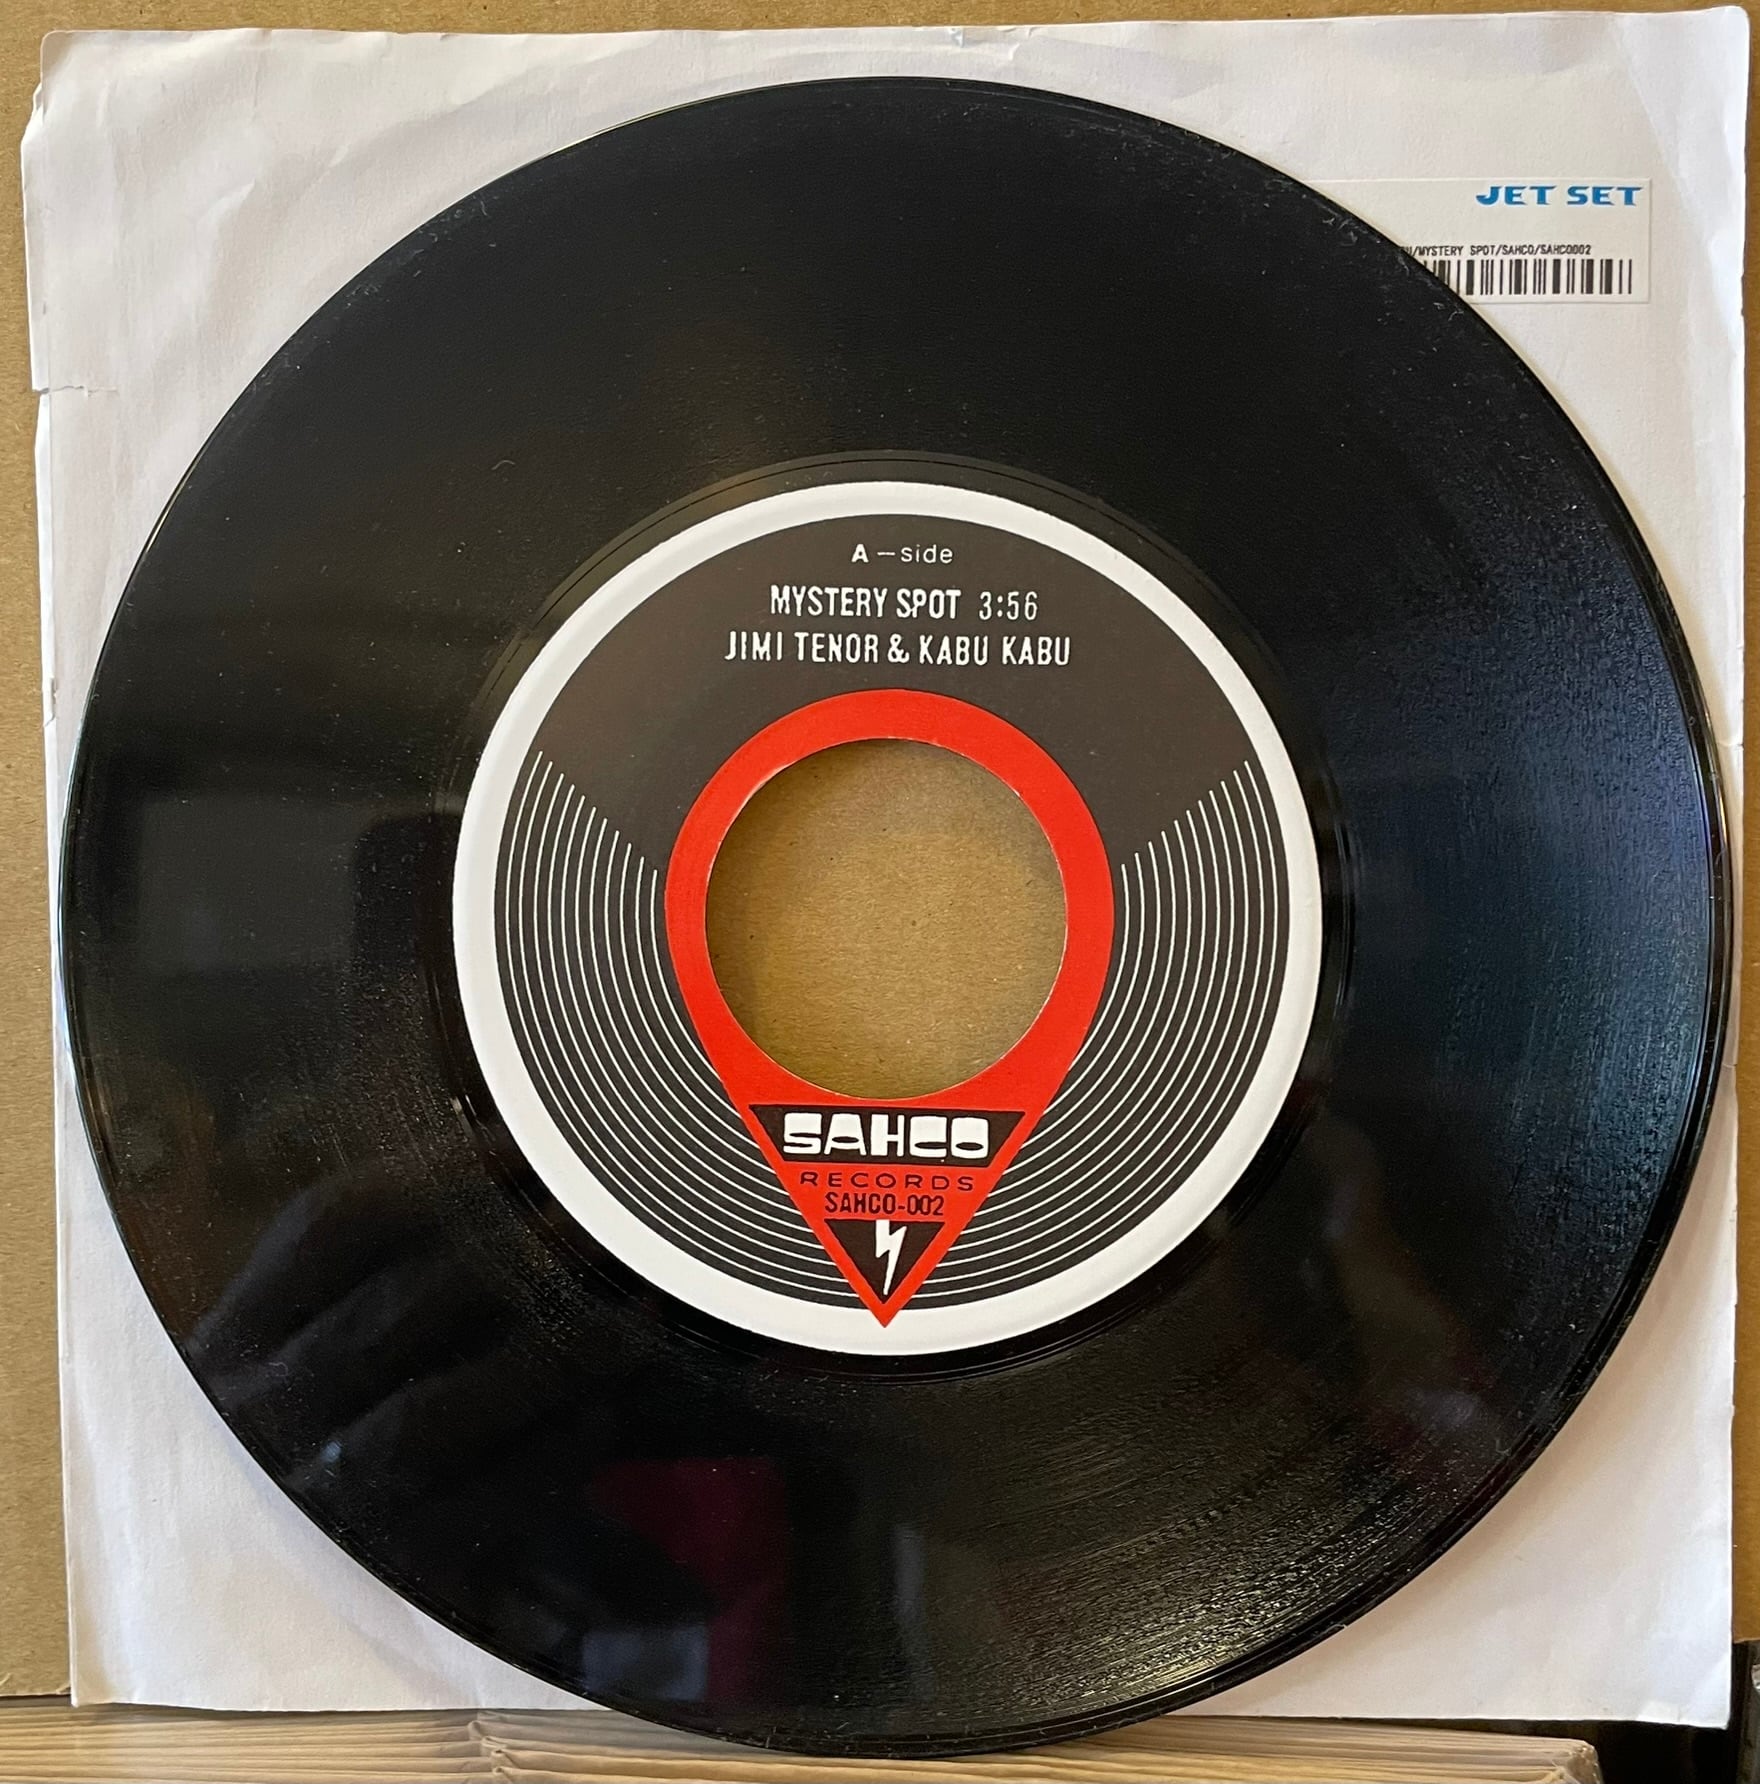 JET SET
/MYSTERY SPOT/SAHCO/SAHCO002
A – side
MYSTERY SPOT 3:56
JIMI TENOR & KABU KABU
SAHCO
RECORDS
SAHCO-002